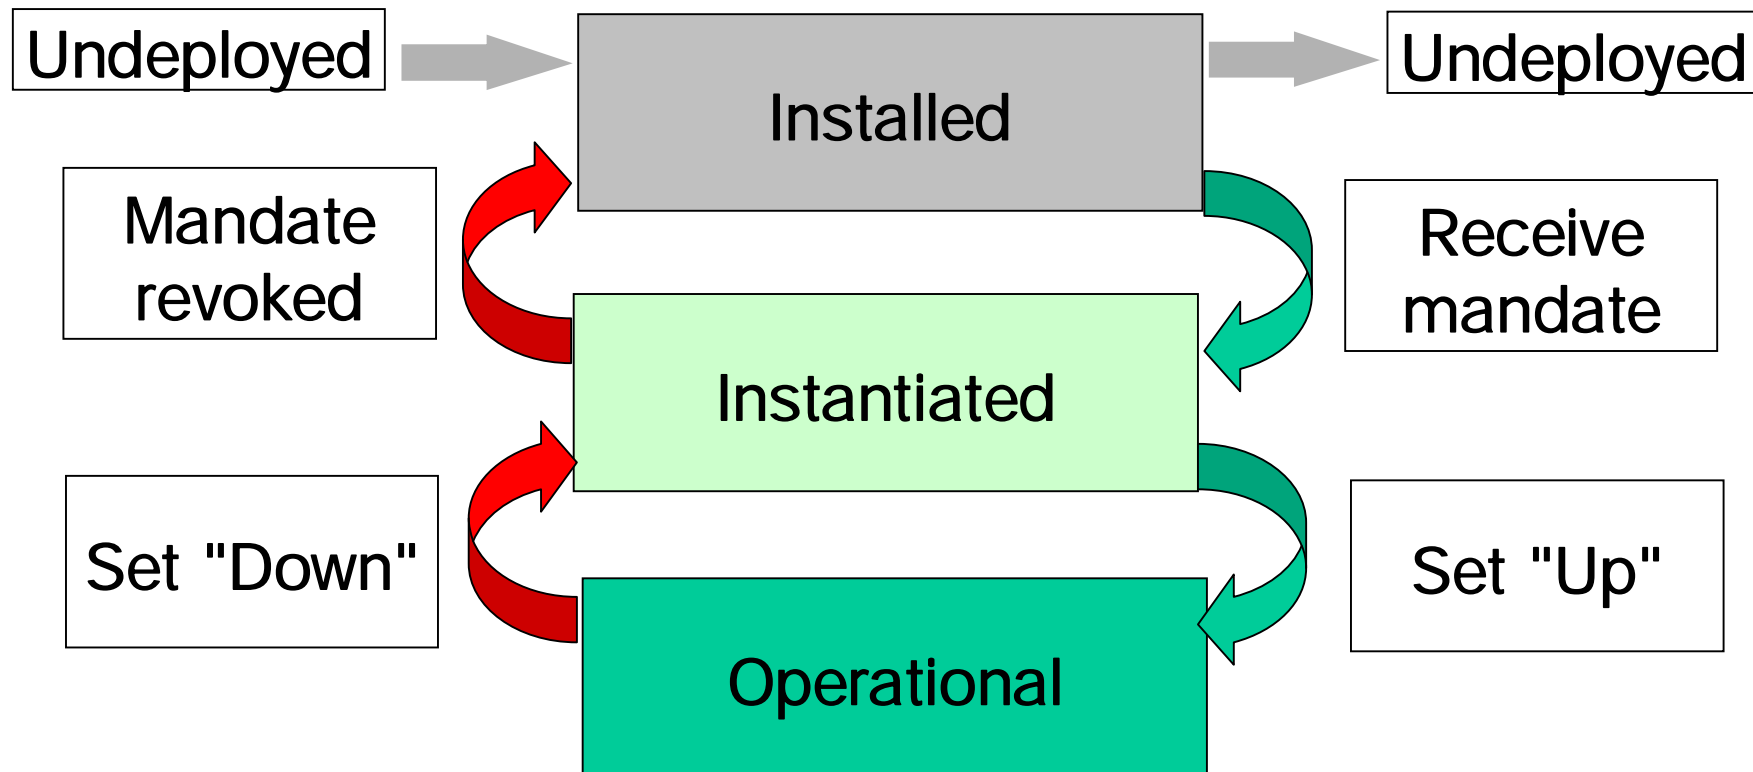 Undeployed
Installed
Undeployed
Mandate
revoked
Receive
mandate
Instantiated
Set "Down"
Set "Up"
Operational